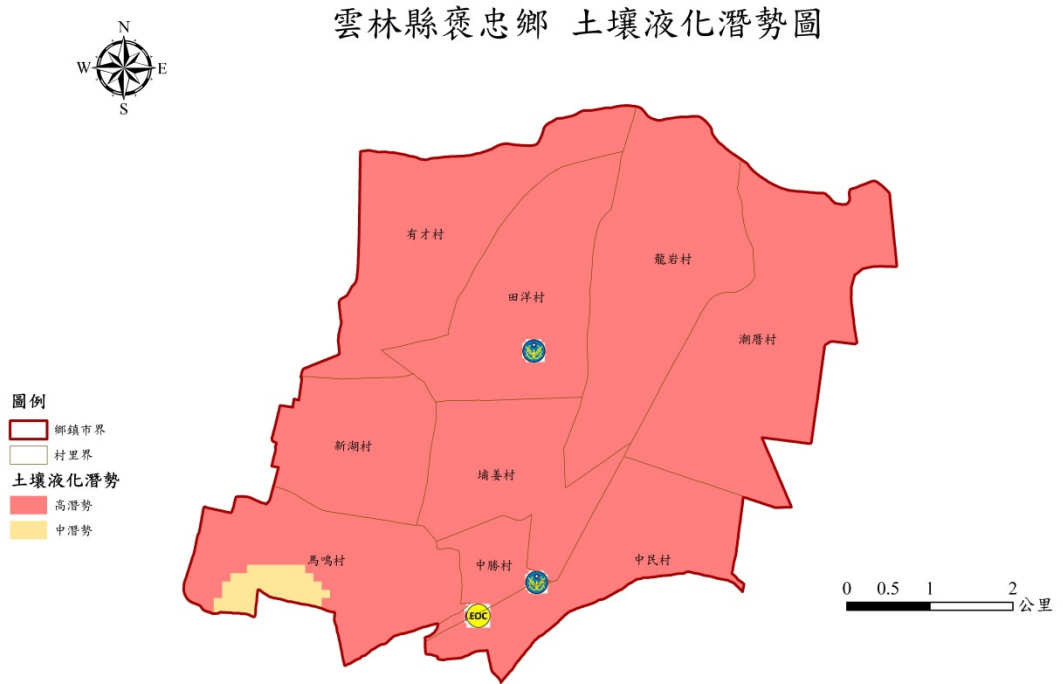 雲林縣褒忠鄉 土壤液化潛勢圖
N
W
E
S
有才村
龍岩村
田洋村
潮厝村
新湖村
埔姜村
馬鳴村
中勝村
中民村
EOC
圖例
鄉鎮市界
村里界
土壤液化潛勢
高潛勢
中潛勢
0 0.5 1 2
公里